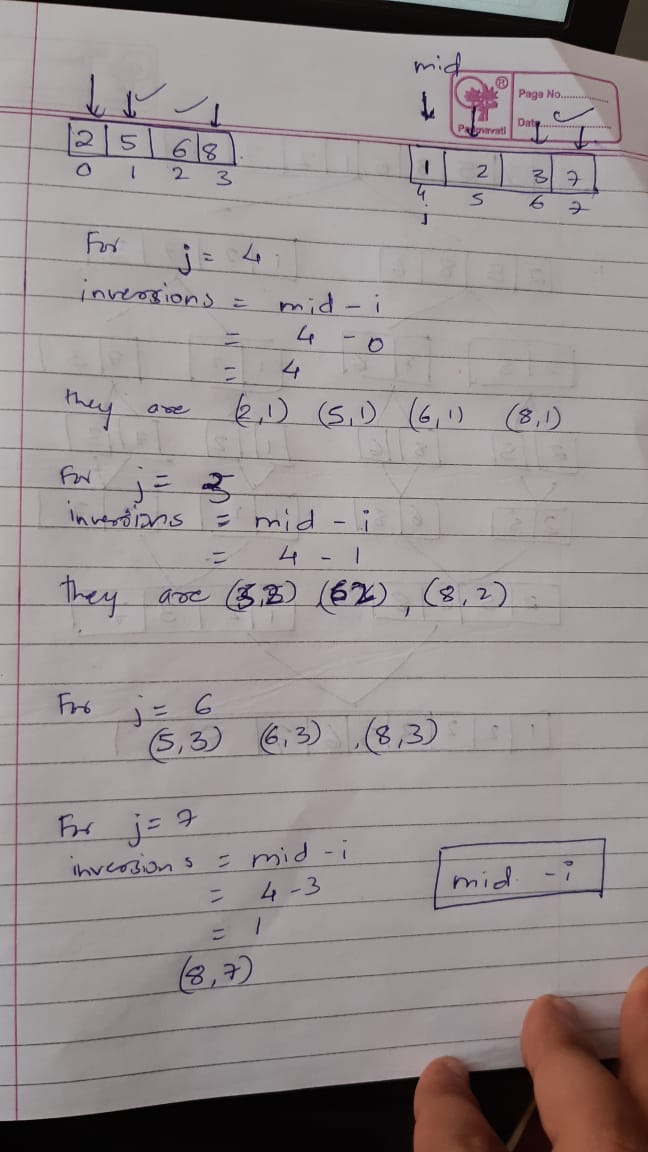 mid
Page No.
Date
Padmavati
2 5 6 8
0 1 2 3
1 2 3 7
4 5 6 7
j
For j = 4
inversions = mid - i
= 4 - 0
= 4
they are (2,1) (5,1) (6,1) (8,1)
For j = 5
inversions = mid - i
= 4 - 1
they are (5,2) (6,2), (8,2)
For j = 6
(5,3) (6,3), (8,3)
For j = 7
inversions = mid - i
= 4 - 3
= 1
(8,7)
mid - i